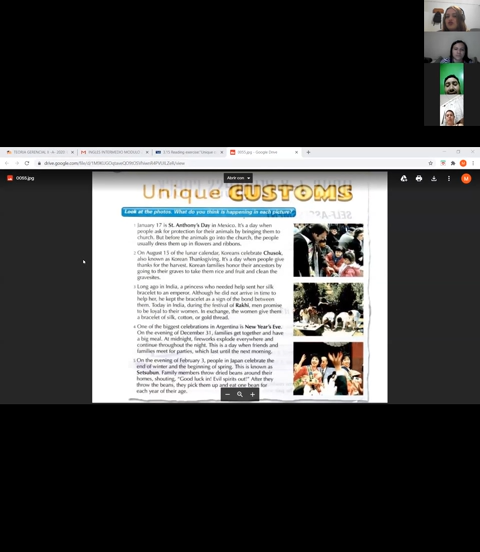 0055.jpg - Google Drive
0055.jpg
Abrir con
Unique CUSTOMS
Look at the photos. What do you think is happening in each picture?
1 January 17 is St. Anthony's Day in Mexico. It's a day when
people ask for protection for their animals by bringing them to
church. But before the animals go into the church, the people
usually dress them up in flowers and ribbons.
2 On August 15 of the lunar calendar, Koreans celebrate Chusok,
also known as Korean Thanksgiving. It's a day when people give
thanks for the harvest. Korean families honor their ancestors by
going to their graves to take them rice and fruit and clean the
gravesites.
3 Long ago in India, a princess who needed help sent her silk
bracelet to an emperor. Although he did not arrive in time to
help her, he kept the bracelet as a sign of the bond between
them. Today in India, during the festival of Rakhi, men promise
to be loyal to their women. In exchange, the women give them
a bracelet of silk, cotton, or gold thread.
4 One of the biggest celebrations in Argentina is New Year's Eve.
On the evening of December 31, families get together and have
a big meal. At midnight, fireworks explode everywhere and
continue throughout the night. This is a day when friends and
families meet for parties, which last until the next morning.
5 On the evening of February 3, people in Japan celebrate the
end of winter and the beginning of spring. This is known as
Setsubun. Family members throw dried beans around their
homes, shouting, "Good luck in! Evil spirits out!" After they
throw the beans, they pick them up and eat one bean for
each year of their age.